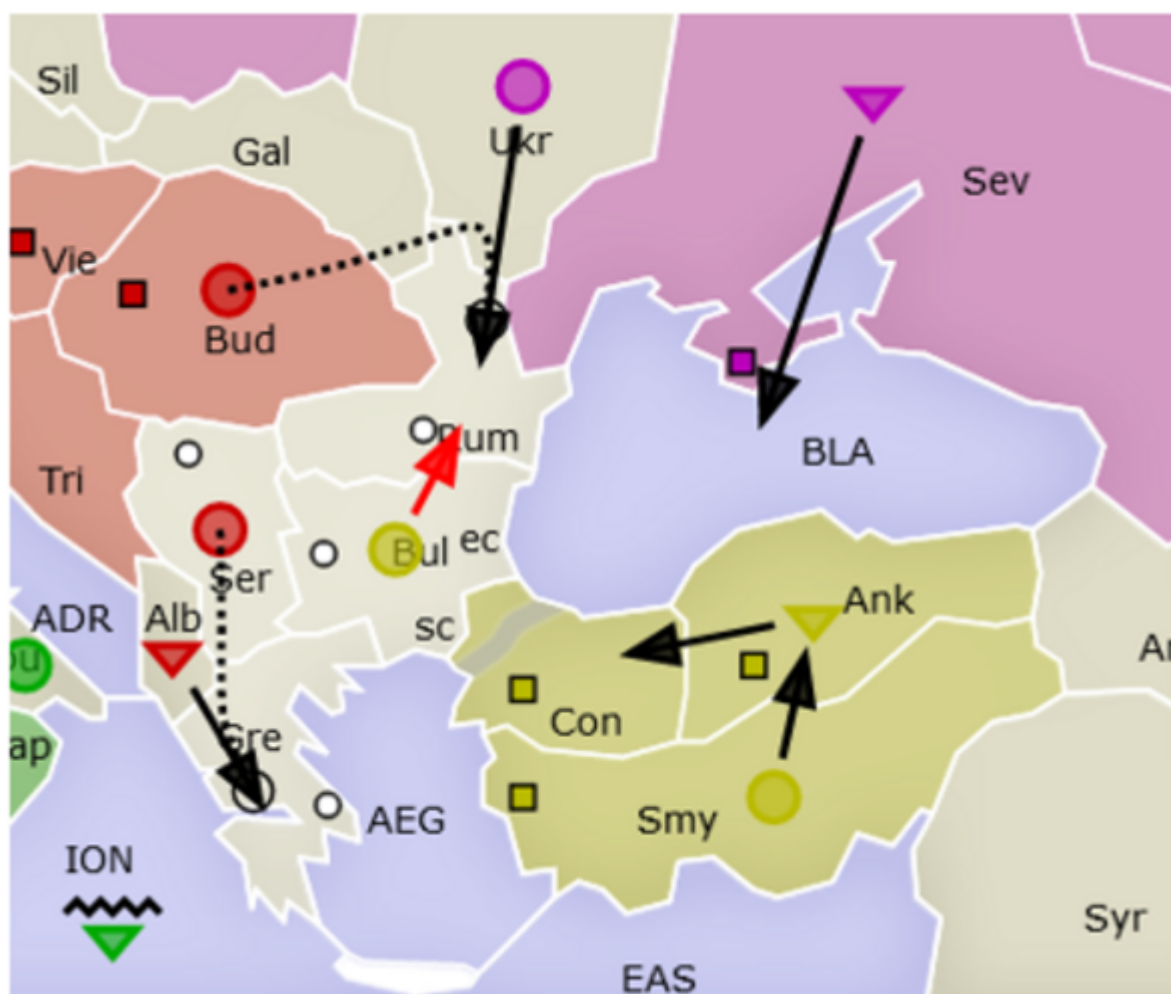 Sil
Ukr
Gal
Sev
Vie
Bud
Rum
BLA
Tri
Bul
ec
Ser
Ank
ADR
Alb
sc
Con
Gre
ap
AEG
Smy
ION
Syr
EAS